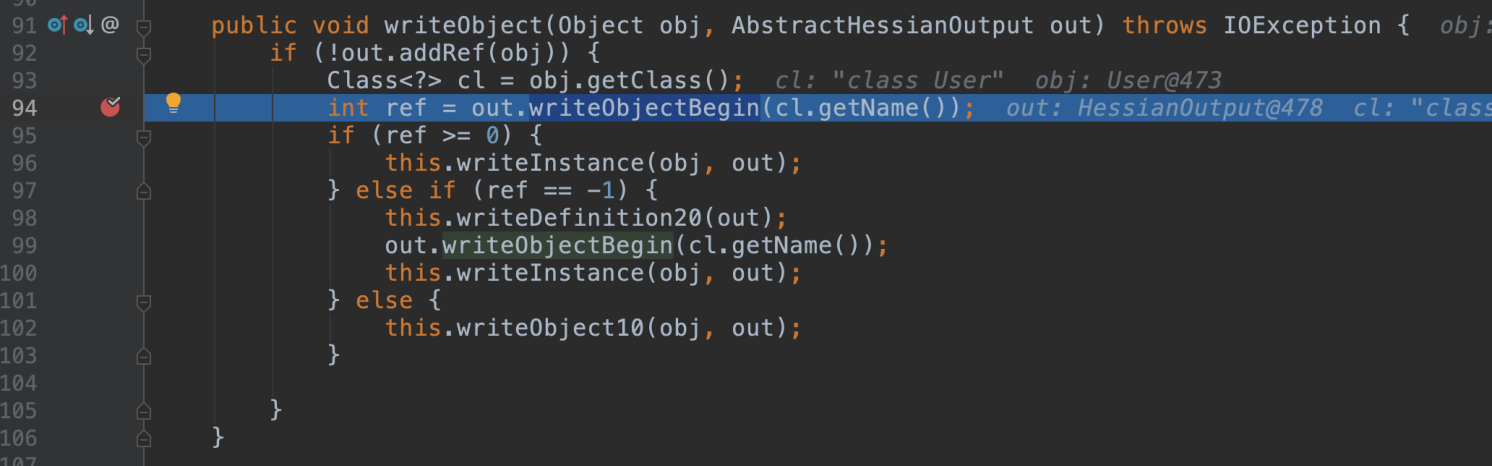 91 @ public void writeObject(Object obj, AbstractHessianOutput out) throws IOException { obj:
92 if (!out.addRef(obj)) {
93 Class<?> cl = obj.getClass(); cl: "class User" obj: User@473
94 int ref = out.writeObjectBegin(cl.getName()); out: HessianOutput@478 cl: "class
95 if (ref >= 0) {
96 this.writeInstance(obj, out);
97 } else if (ref == -1) {
98 this.writeDefinition20(out);
99 out.writeObjectBegin(cl.getName());
100 this.writeInstance(obj, out);
101 } else {
102 this.writeObject10(obj, out);
103 }
104
105 }
106 }
107